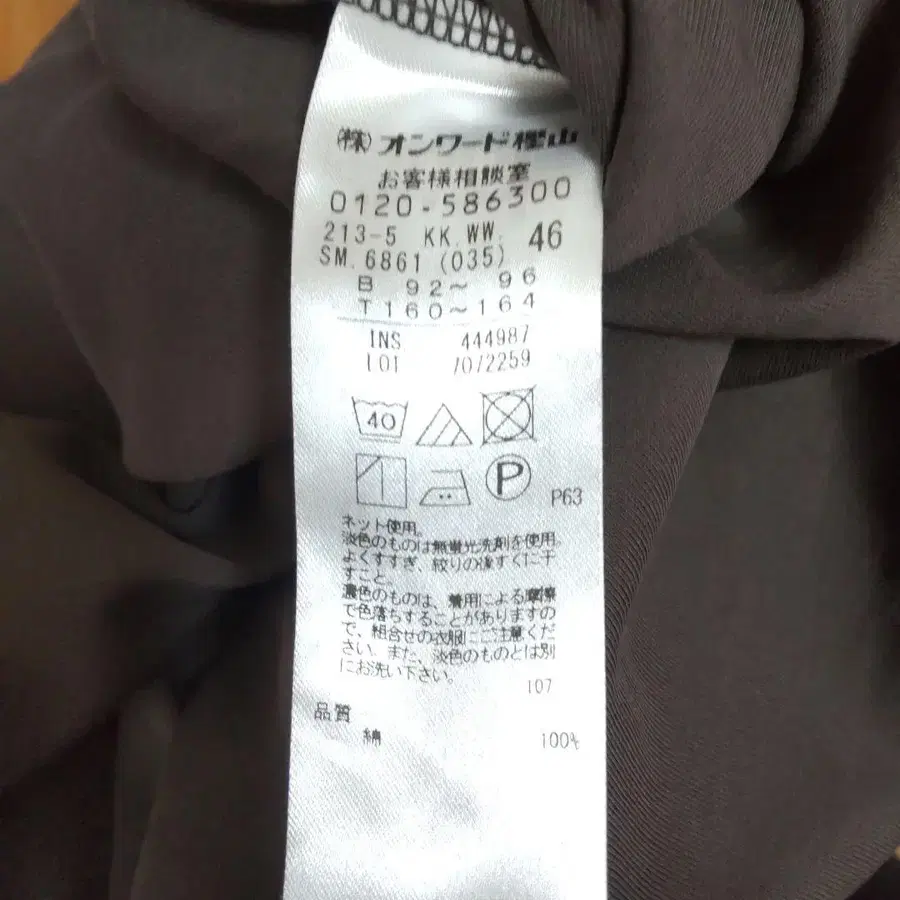 (株) オンワード樫山
お客様相談室
0120-586300
213-5 KK.WW. 46
SM.6861 (035)
B 92〜 96
T 160〜164
INS 444987
LOT 70/2259
40
P
P63
ネット使用。
淡色のものは無蛍光洗剤を使用。
よくすすぎ、絞りの後すぐに干
すこと。
濃色のものは、着用による摩擦
で色落ちすることがありますの
で、組合せの衣服にご注意くだ
さい。また、淡色のものとは別
にお洗い下さい。
107
品質
綿 100%